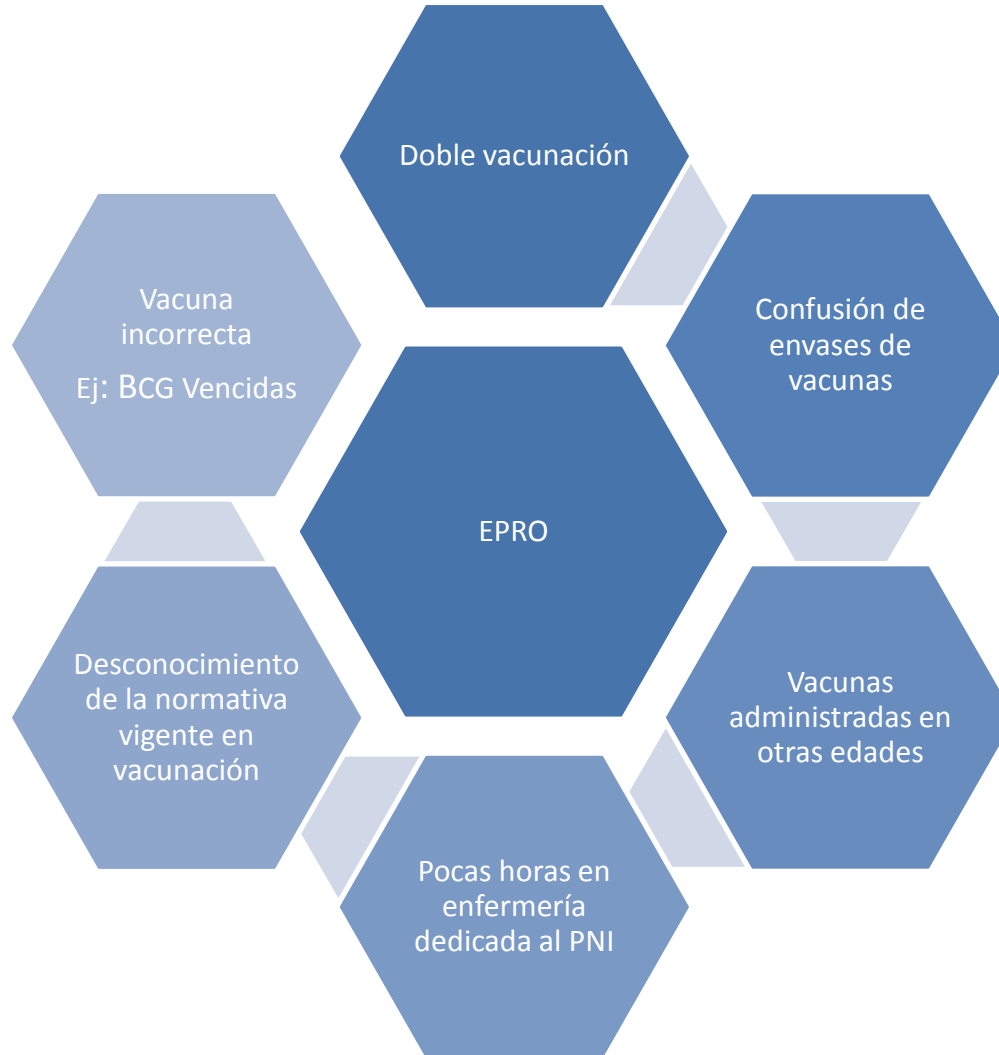 Doble vacunación
Confusión de
envases de
vacunas
Vacunas
administradas en
otras edades
Pocas horas en
enfermería
dedicada al PNI
Desconocimiento
de la normativa
vigente en
vacunación
Vacuna
incorrecta
Ej: BCG Vencidas
EPRO